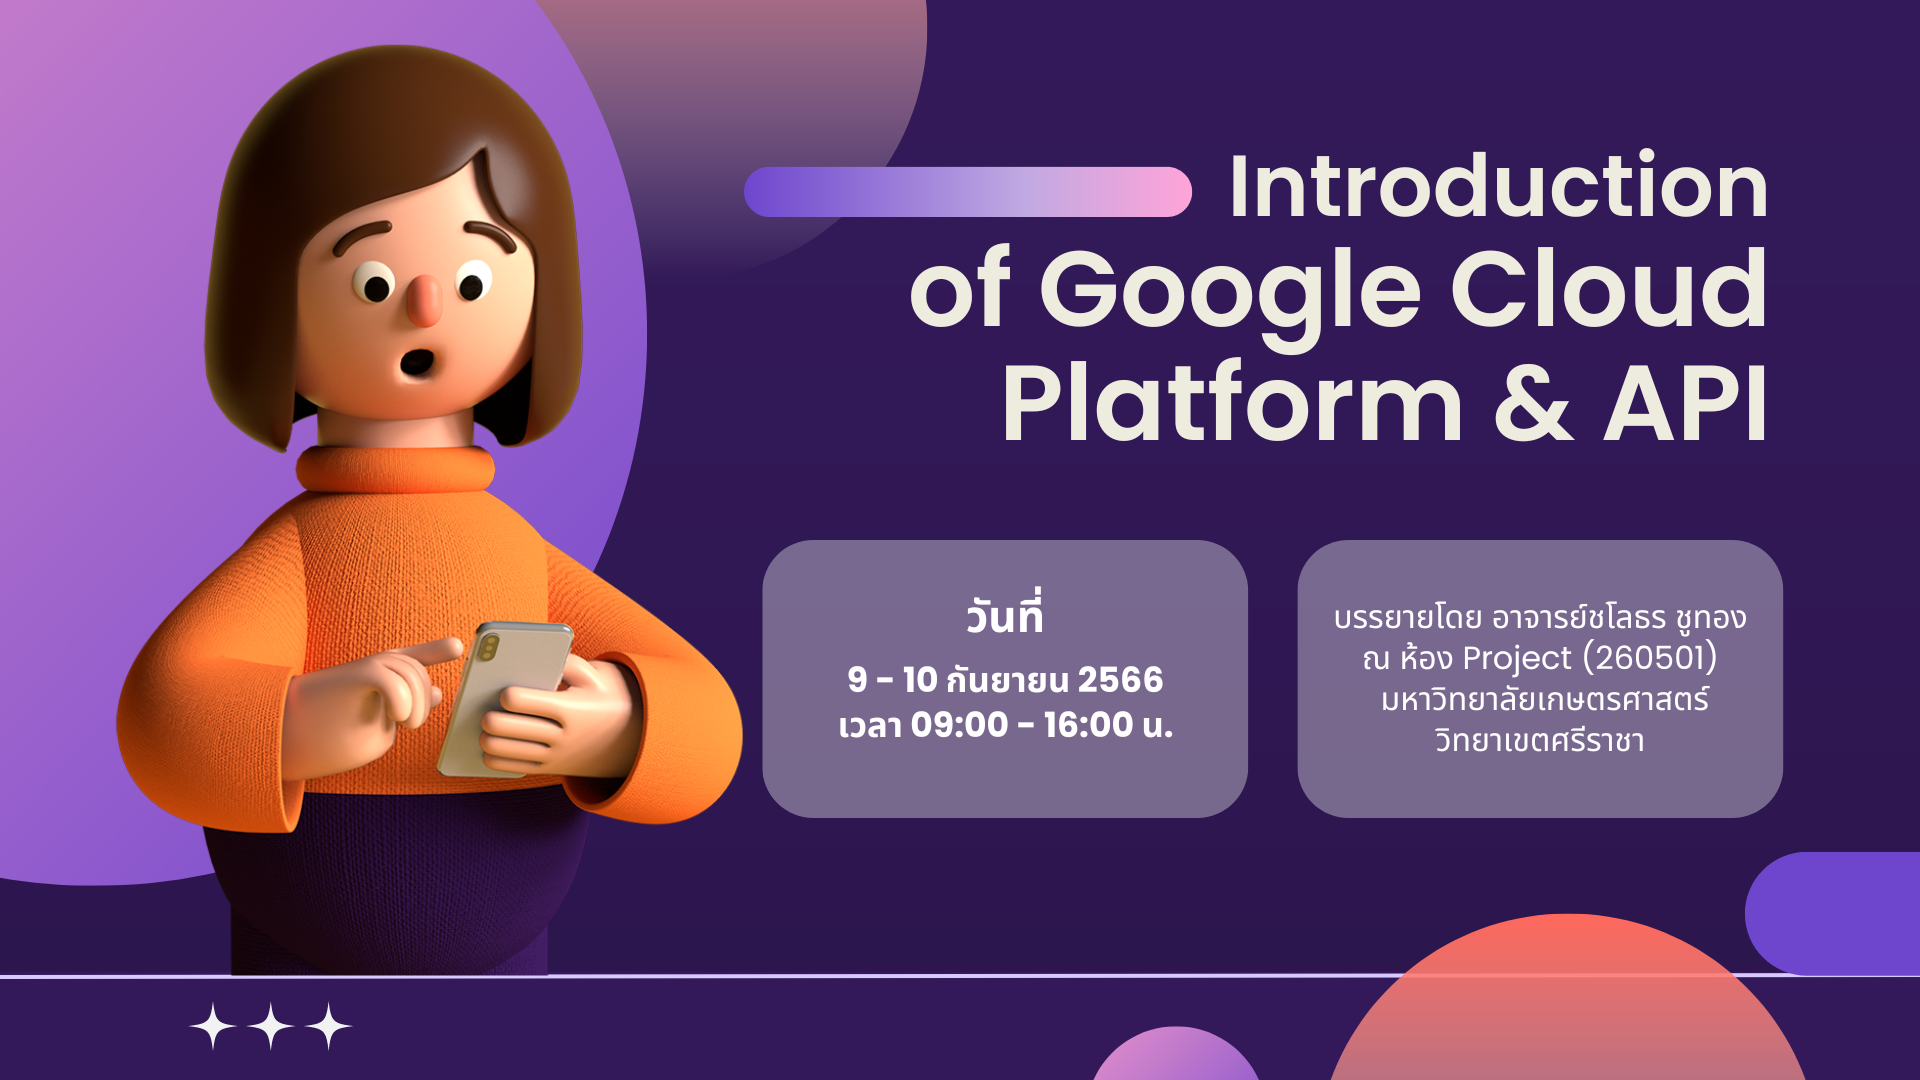 Introduction
of Google Cloud
Platform & API
วันที่
9 - 10 กันยายน 2566
เวลา 09:00 - 16:00 น.
บรรยายโดย อาจารย์ชโลธร ชูทอง
ณ ห้อง Project (260501)
มหาวิทยาลัยเกษตรศาสตร์
วิทยาเขตศรีราชา